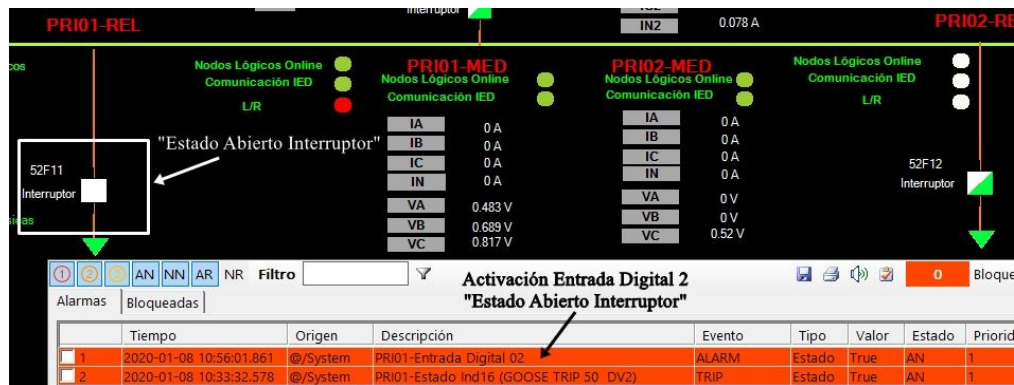 Interruptor
PRI01-REL
IN2 0.078 A
Nodos Lógicos Online
Comunicación IED
L/R
PRI01-MED
Nodos Lógicos Online
Comunicación IED
PRI02-MED
Nodos Lógicos Online
Comunicación IED
Nodos Lógicos Online
Comunicación IED
L/R
"Estado Abierto Interruptor"
52F11
Interruptor
IA 0 A
IB 0 A
IC 0 A
IN 0 A
VA 0.483 V
VB 0.689 V
VC 0.817 V
IA 0 A
IB 0 A
IC 0 A
IN 0 A
VA 0 V
VB 0 V
VC 0.52 V
52F12
Interruptor
1 2 3 AN NN AR NR Filtro
Activación Entrada Digital 2
"Estado Abierto Interruptor"
0 Bloque
Alarmas Bloqueadas
Tiempo Origen Descripción Evento Tipo Valor Estado Priorid
1 2020-01-08 10:56:01.861 @/System PRI01-Entrada Digital 02 ALARM Estado True AN 1
2 2020-01-08 10:33:32.578 @/System PRI01-Estado Ind16 (GOOSE TRIP 50 DV2) TRIP Estado True AN 1